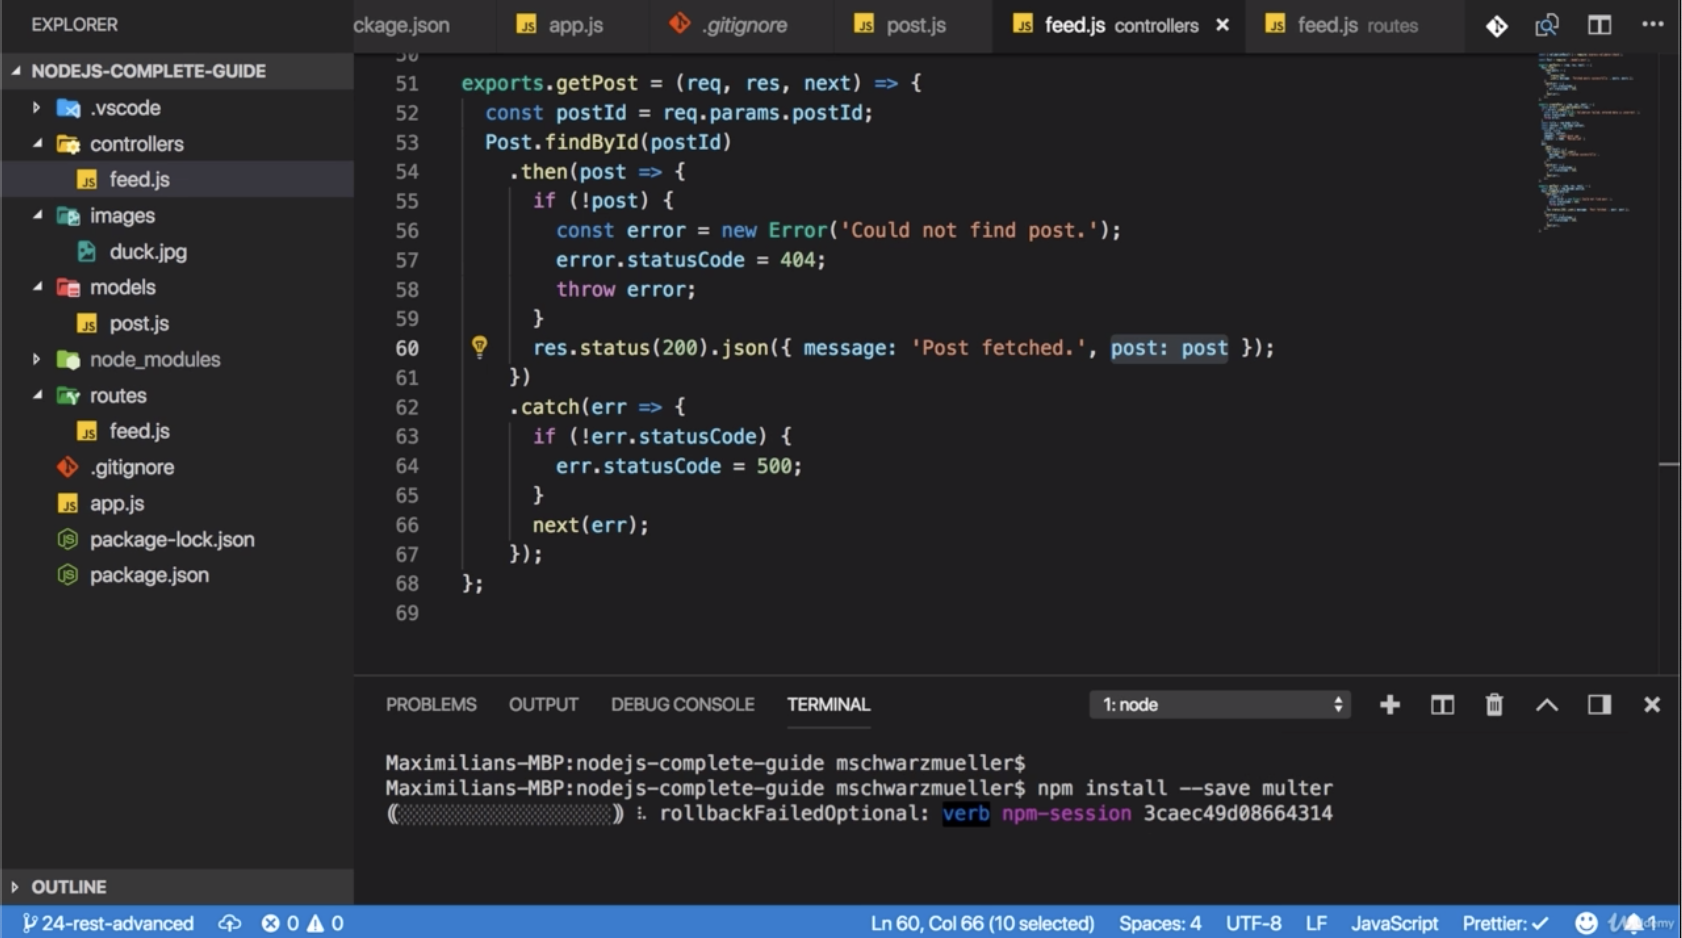 EXPLORER
ckage.json
app.js
.gitignore
post.js
feed.js controllers
feed.js routes
NODEJS-COMPLETE-GUIDE
.vscode
controllers
feed.js
images
duck.jpg
models
post.js
node_modules
routes
feed.js
.gitignore
app.js
package-lock.json
package.json
OUTLINE
50
51 exports.getPost = (req, res, next) => {
52 const postId = req.params.postId;
53 Post.findById(postId)
54 .then(post => {
55 if (!post) {
56 const error = new Error('Could not find post.');
57 error.statusCode = 404;
58 throw error;
59 }
60 res.status(200).json({ message: 'Post fetched.', post: post });
61 })
62 .catch(err => {
63 if (!err.statusCode) {
64 err.statusCode = 500;
65 }
66 next(err);
67 });
68 };
69
PROBLEMS OUTPUT DEBUG CONSOLE TERMINAL 1: node
Maximilians-MBP:nodejs-complete-guide mschwarzmueller$
Maximilians-MBP:nodejs-complete-guide mschwarzmueller$ npm install --save multer
rollbackFailedOptional: verb npm-session 3caec49d08664314
24-rest-advanced 0 0 Ln 60, Col 66 (10 selected) Spaces: 4 UTF-8 LF JavaScript Prettier: ✓ 1